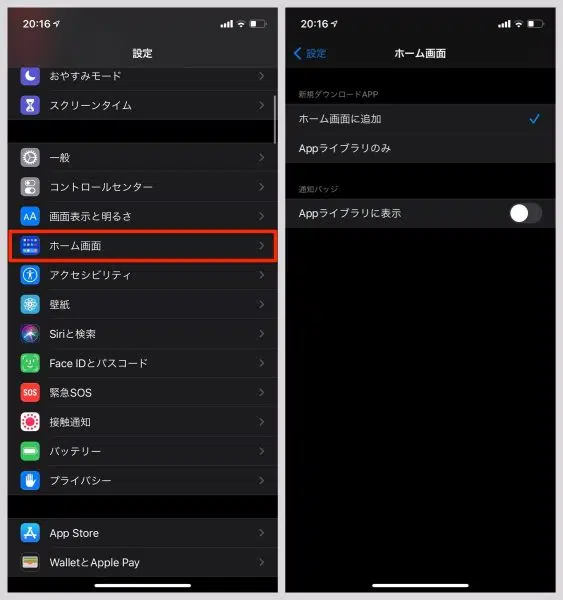 20:16
設定
おやすみモード
スクリーンタイム
一般
コントロールセンター
AA 画面表示と明るさ
ホーム画面
アクセシビリティ
壁紙
Siriと検索
Face IDとパスコード
SOS 緊急SOS
接触通知
バッテリー
プライバシー
App Store
WalletとApple Pay
20:16
設定 ホーム画面
新規ダウンロードAPP
ホーム画面に追加
Appライブラリのみ
通知バッジ
Appライブラリに表示